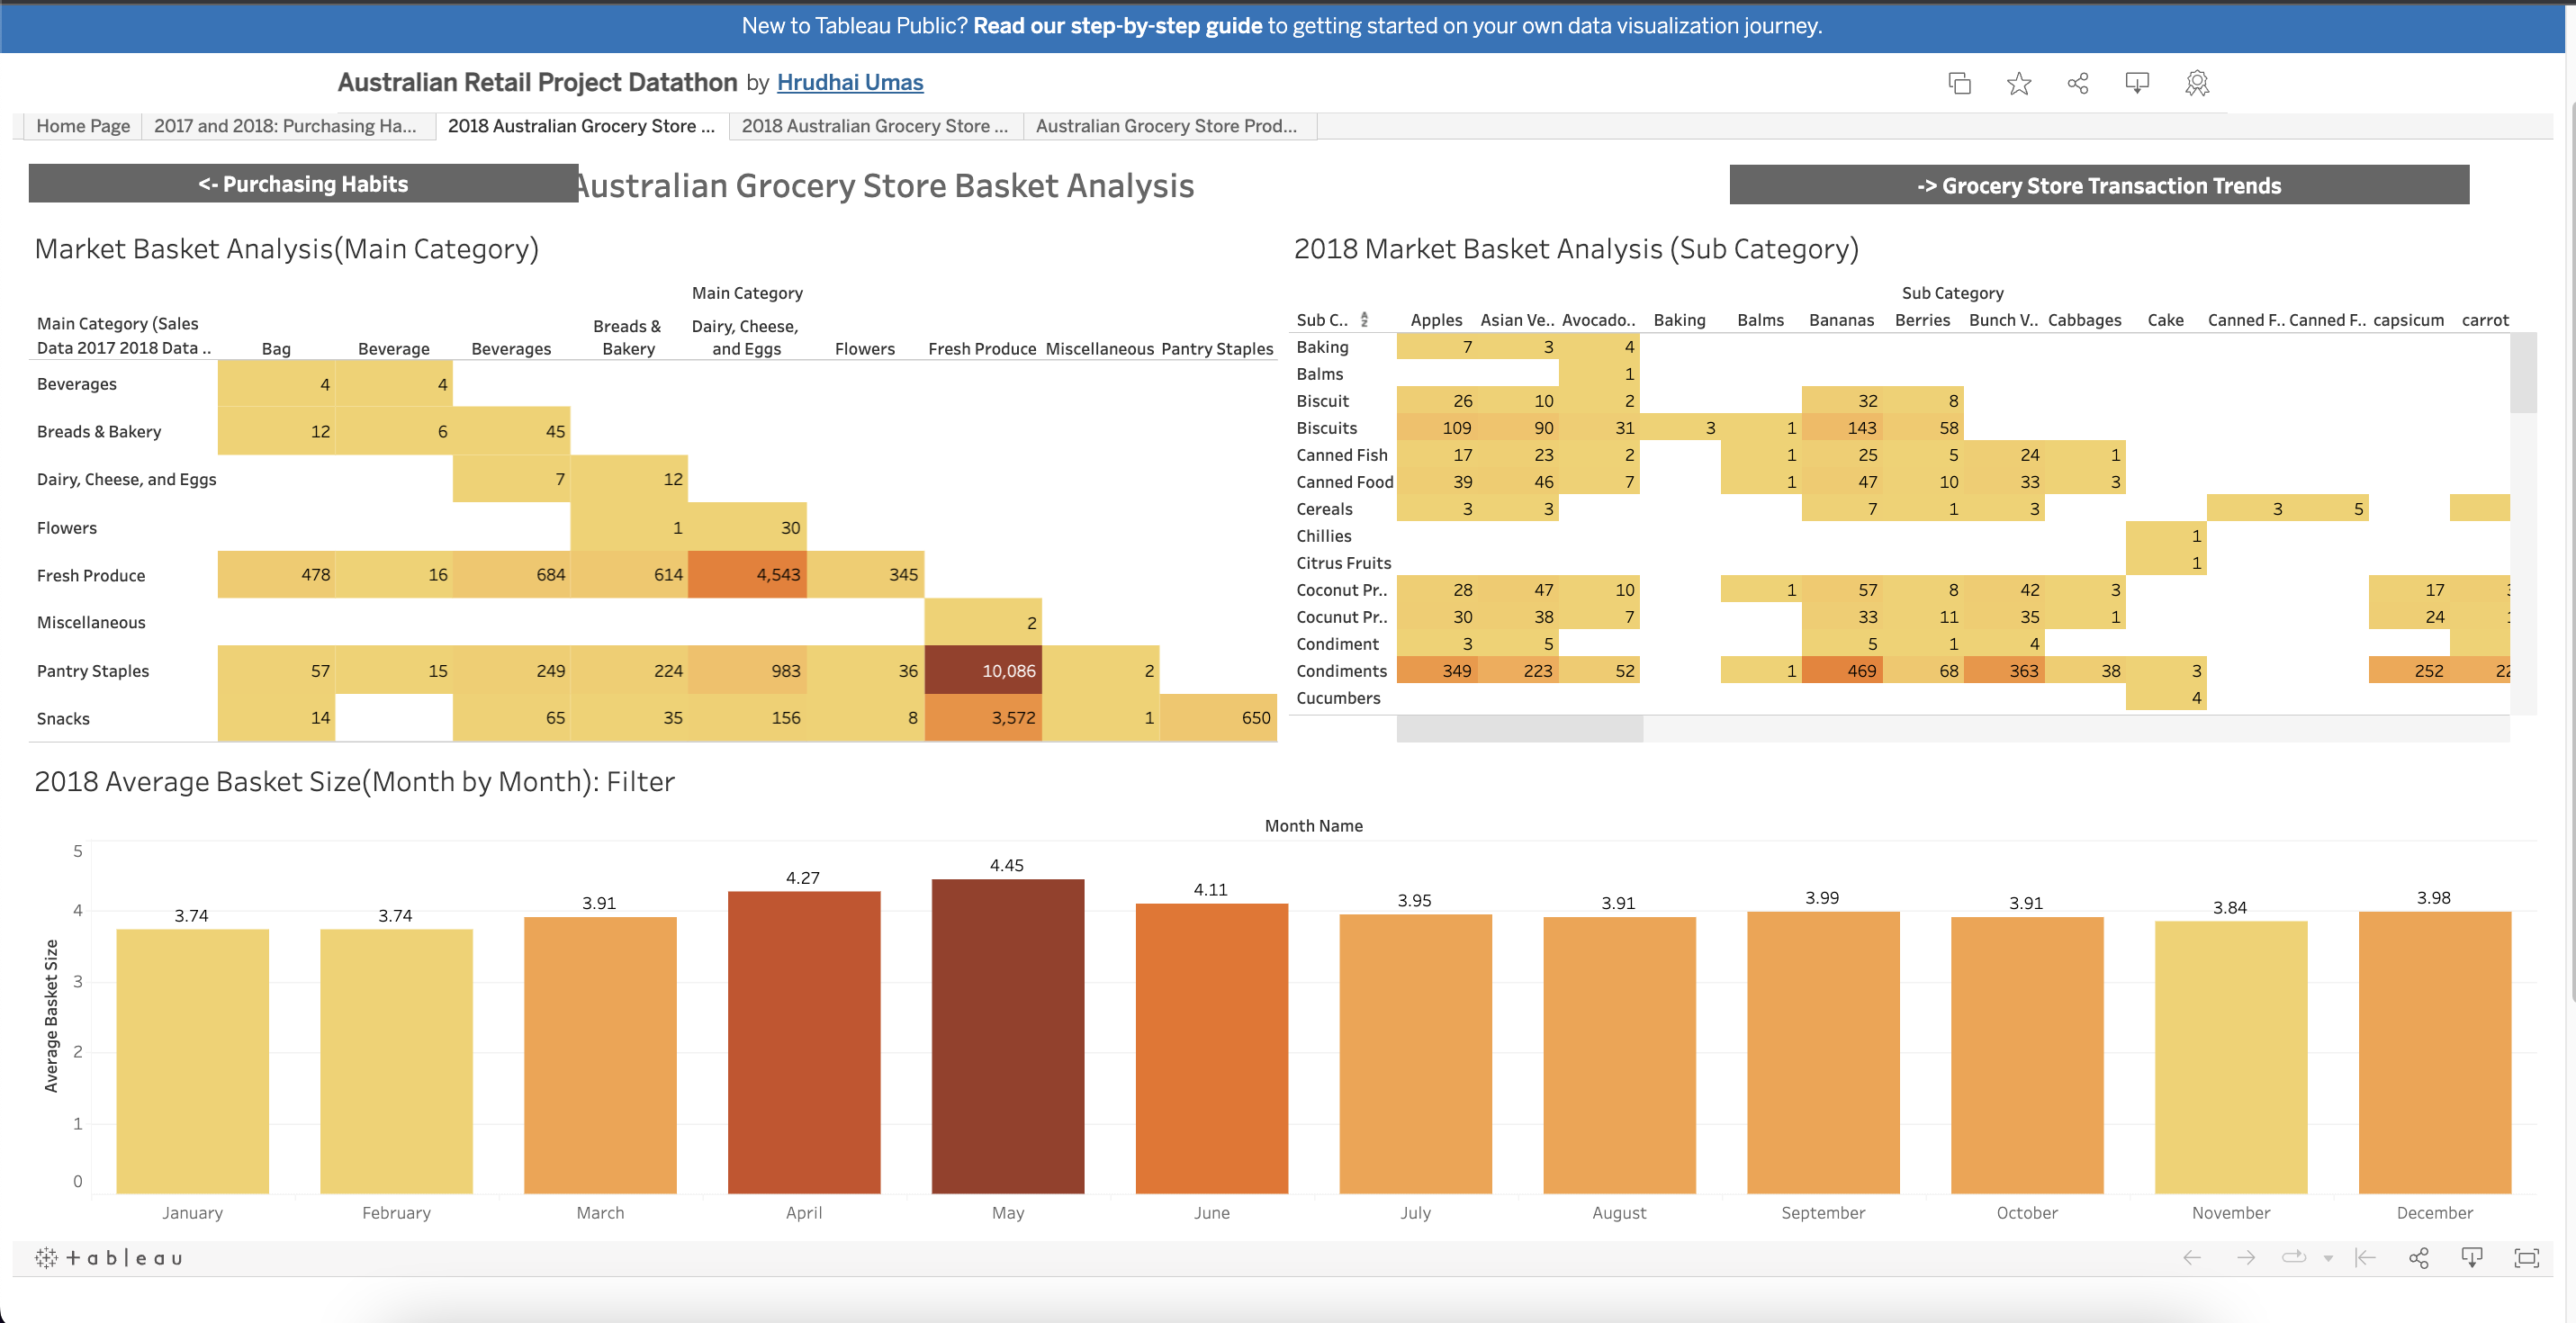 New to Tableau Public? Read our step-by-step guide to getting started on your own data visualization journey.
Australian Retail Project Datathon by Hrudhai Umas
Home Page 2017 and 2018: Purchasing Ha... 2018 Australian Grocery Store ... 2018 Australian Grocery Store ... Australian Grocery Store Prod...
<- Purchasing Habits Australian Grocery Store Basket Analysis -> Grocery Store Transaction Trends
Market Basket Analysis(Main Category)
Main Category
Main Category (Sales
Data 2017 2018 Data .. Bag Beverage Beverages Breads & Bakery Dairy, Cheese, and Eggs Flowers Fresh Produce Miscellaneous Pantry Staples
Beverages 4 4
Breads & Bakery 12 6 45
Dairy, Cheese, and Eggs 7 12
Flowers 1 30
Fresh Produce 478 16 684 614 4,543 345
Miscellaneous 2
Pantry Staples 57 15 249 224 983 36 10,086 2
Snacks 14 65 35 156 8 3,572 1 650
2018 Market Basket Analysis (Sub Category)
Sub Category
Sub C.. Apples Asian Ve.. Avocado.. Baking Balms Bananas Berries Bunch V.. Cabbages Cake Canned F.. Canned F.. capsicum carrot
Baking 7 3 4
Balms 1
Biscuit 26 10 2 32 8
Biscuits 109 90 31 3 1 143 58
Canned Fish 17 23 2 1 25 5 24 1
Canned Food 39 46 7 1 47 10 33 3
Cereals 3 3 7 1 3 3 5
Chillies 1
Citrus Fruits 1
Coconut Pr.. 28 47 10 1 57 8 42 3 17
Cocunut Pr.. 30 38 7 33 11 35 1 24
Condiment 3 5 5 1 4
Condiments 349 223 52 1 469 68 363 38 3 252 22
Cucumbers 4
2018 Average Basket Size(Month by Month): Filter
Month Name
Average Basket Size
5
4
3
2
1
0
3.74 3.74 3.91 4.27 4.45 4.11 3.95 3.91 3.99 3.91 3.84 3.98
January February March April May June July August September October November December
+ableau